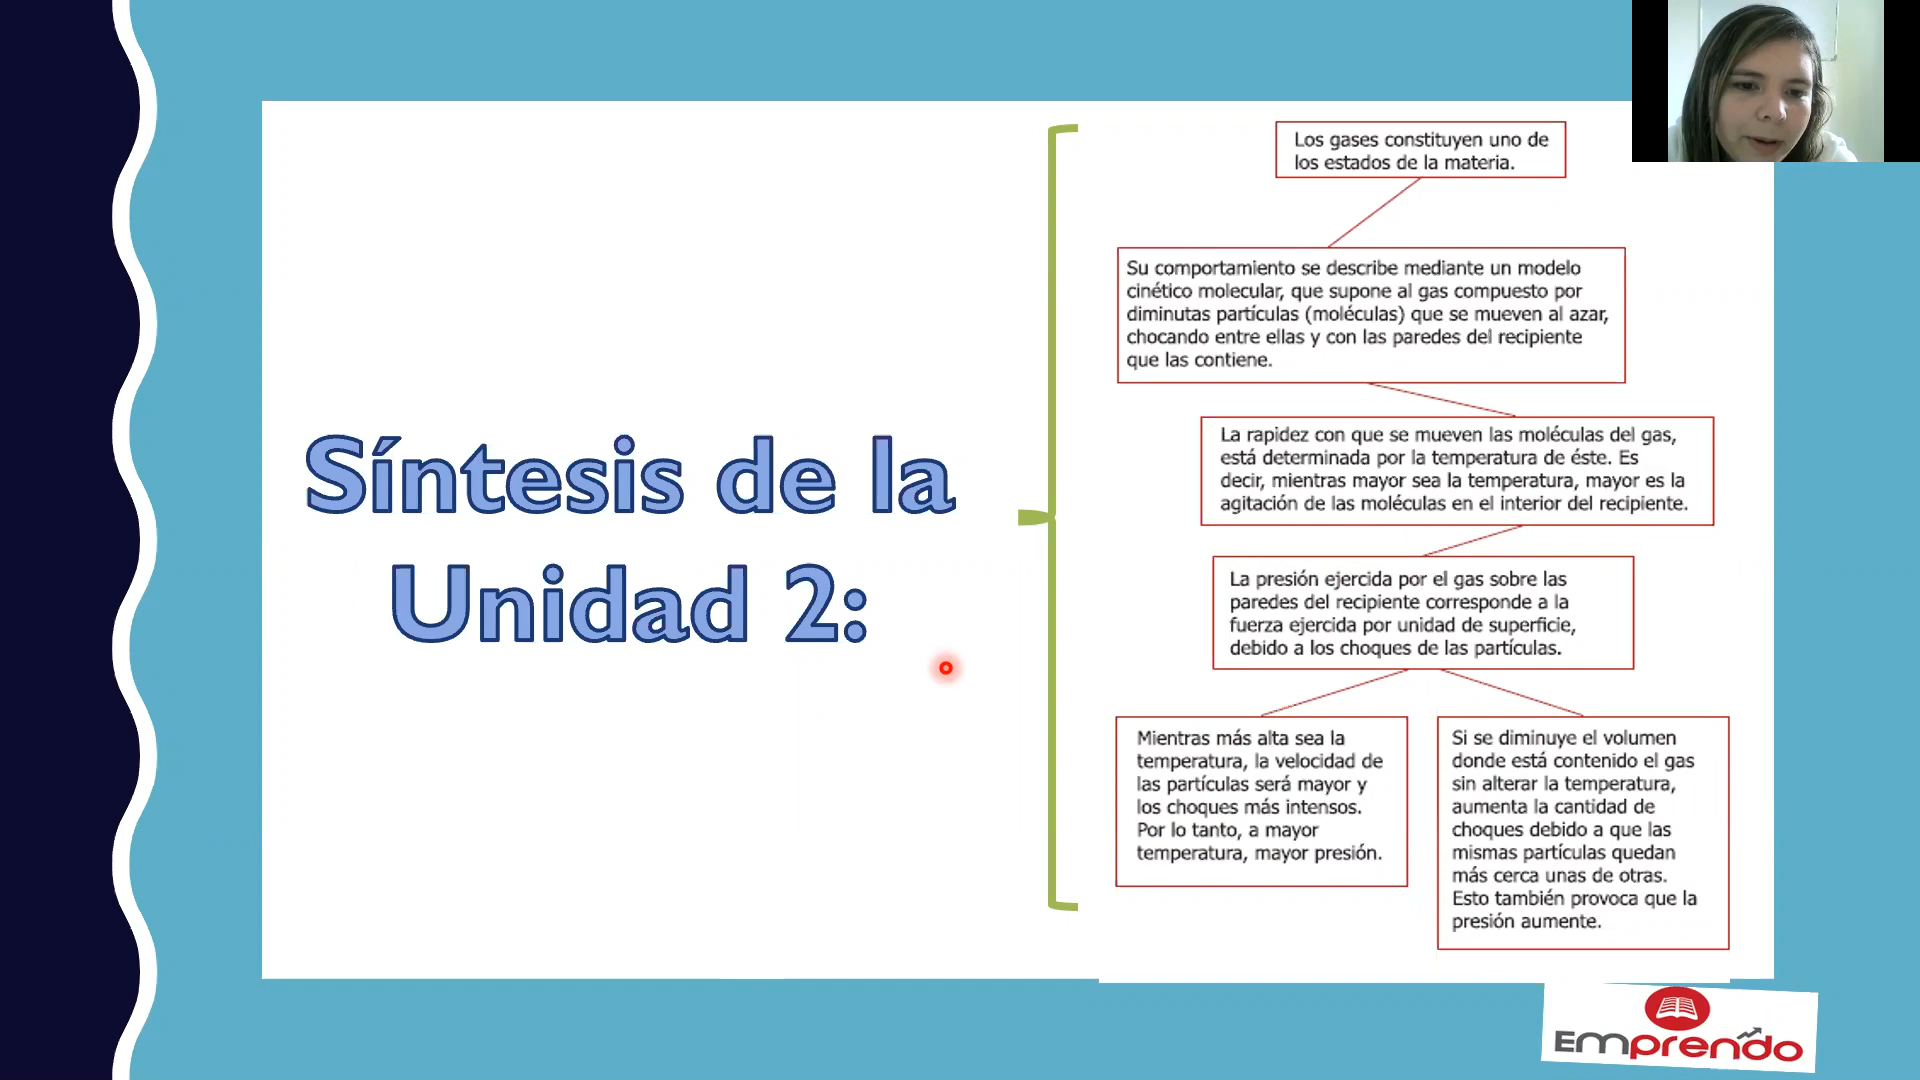 Síntesis de la
Unidad 2:
Los gases constituyen uno de
los estados de la materia.
Su comportamiento se describe mediante un modelo
cinético molecular, que supone al gas compuesto por
diminutas partículas (moléculas) que se mueven al azar,
chocando entre ellas y con las paredes del recipiente
que las contiene.
La rapidez con que se mueven las moléculas del gas,
está determinada por la temperatura de éste. Es
decir, mientras mayor sea la temperatura, mayor es la
agitación de las moléculas en el interior del recipiente.
La presión ejercida por el gas sobre las
paredes del recipiente corresponde a la
fuerza ejercida por unidad de superficie,
debido a los choques de las partículas.
Mientras más alta sea la
temperatura, la velocidad de
las partículas será mayor y
los choques más intensos.
Por lo tanto, a mayor
temperatura, mayor presión.
Si se diminuye el volumen
donde está contenido el gas
sin alterar la temperatura,
aumenta la cantidad de
choques debido a que las
mismas partículas quedan
más cerca unas de otras.
Esto también provoca que la
presión aumente.
Emprendo